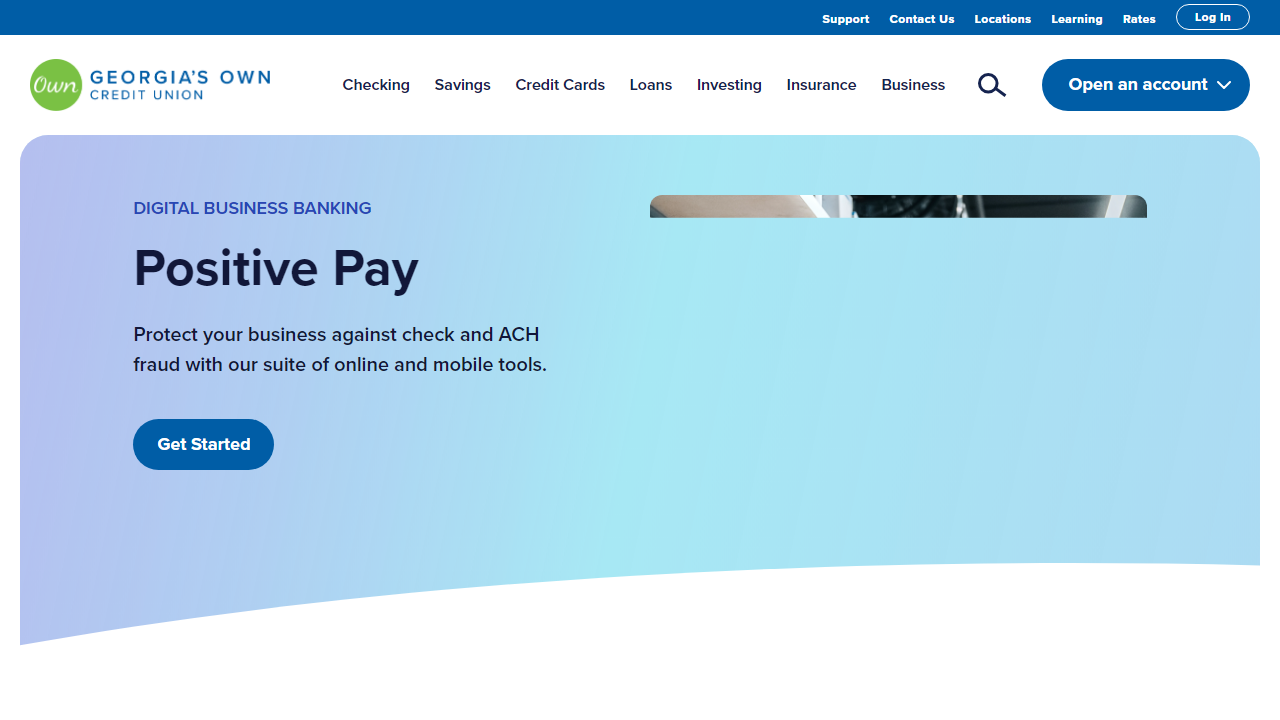 Support Contact Us Locations Learning Rates Log In
Own GEORGIA'S OWN
CREDIT UNION
Checking Savings Credit Cards Loans Investing Insurance Business Open an account
DIGITAL BUSINESS BANKING
Positive Pay
Protect your business against check and ACH
fraud with our suite of online and mobile tools.
Get Started